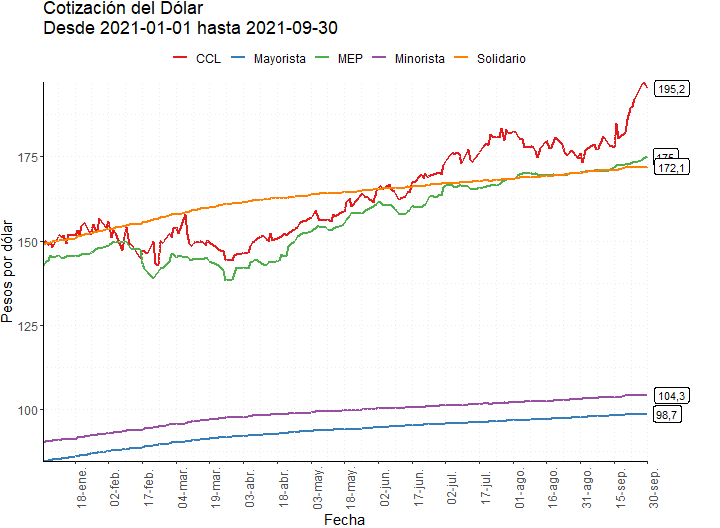 Cotización del Dólar
Desde 2021-01-01 hasta 2021-09-30
CCL Mayorista MEP Minorista Solidario
195,2
175
172,1
104,3
98,7
175
150
125
100
Pesos por dólar
18-ene.
02-feb.
17-feb.
04-mar.
19-mar.
03-abr.
18-abr.
03-may.
18-may.
02-jun.
17-jun.
02-jul.
17-jul.
01-ago.
16-ago.
31-ago.
15-sep.
30-sep.
Fecha